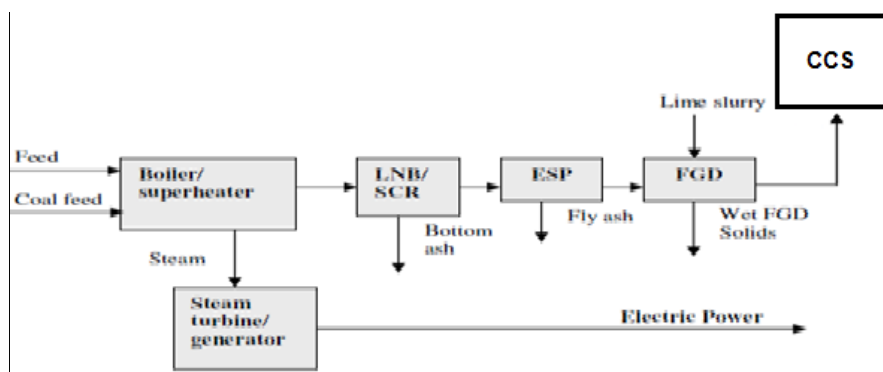 CCS
Lime slurry
Feed
Coal feed
Boiler/
superheater
LNB/
SCR
ESP
FGD
Bottom
ash
Fly ash
Wet FGD
Solids
Steam
Steam
turbine/
generator
Electric Power